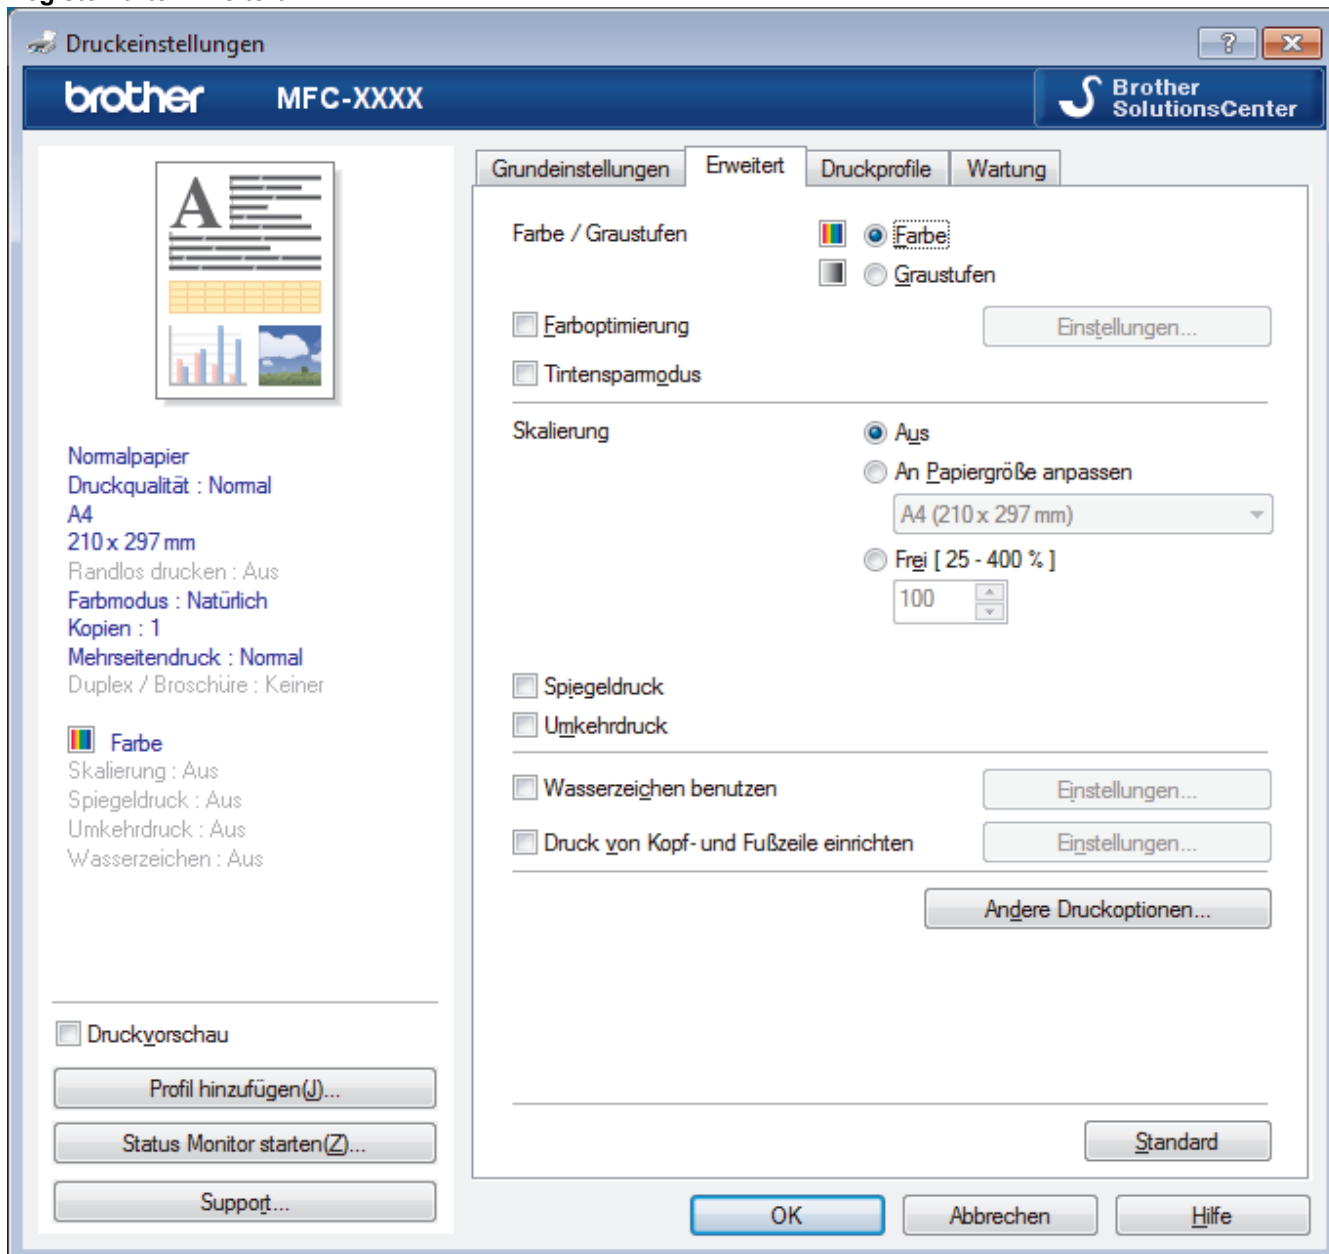 Druckeinstellungen
brother MFC-XXXX
Brother
SolutionsCenter
A
Normalpapier
Druckqualität : Normal
A4
210 x 297 mm
Randlos drucken : Aus
Farbmodus : Natürlich
Kopien : 1
Mehrseitendruck : Normal
Duplex / Broschüre : Keiner
Farbe
Skalierung : Aus
Spiegeldruck : Aus
Umkehrdruck : Aus
Wasserzeichen : Aus
Druckvorschau
Profil hinzufügen(J)...
Status Monitor starten(Z)...
Support...
Grundeinstellungen Erweitert Druckprofile Wartung
Farbe / Graustufen Farbe
Graustufen
Farboptimierung Einstellungen...
Tintensparmodus
Skalierung Aus
An Papiergröße anpassen
A4 (210 x 297 mm)
Frei [ 25 - 400 % ]
100
Spiegeldruck
Umkehrdruck
Wasserzeichen benutzen Einstellungen...
Druck von Kopf- und Fußzeile einrichten Einstellungen...
Andere Druckoptionen...
Standard
OK Abbrechen Hilfe